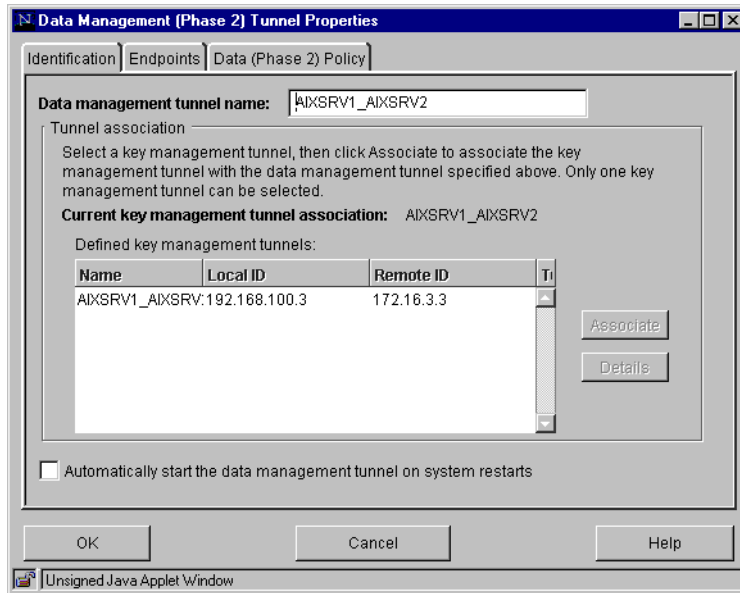 Data Management (Phase 2) Tunnel Properties
Identification Endpoints Data (Phase 2) Policy
Data management tunnel name: AIXSRV1_AIXSRV2
Tunnel association
Select a key management tunnel, then click Associate to associate the key
management tunnel with the data management tunnel specified above. Only one key
management tunnel can be selected.
Current key management tunnel association: AIXSRV1_AIXSRV2
Defined key management tunnels:
Name Local ID Remote ID
AIXSRV1_AIXSRV 192.168.100.3 172.16.3.3
Associate
Details
Automatically start the data management tunnel on system restarts
OK Cancel Help
Unsigned Java Applet Window